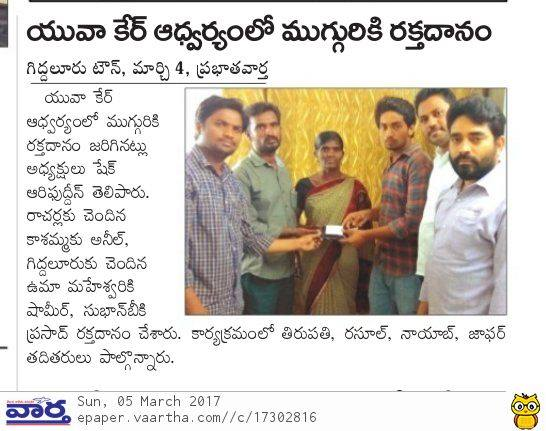 యువా కేర్ ఆధ్వర్యంలో ముగ్గురికి రక్తదానం
గిద్దలూరు టౌన్, మార్చి 4, ప్రభాతవార్త
యువా కేర్
ఆధ్వర్యంలో ముగ్గురికి
రక్తదానం జరిగినట్లు
అధ్యక్షులు షేక్
ఆరిఫుద్దీన్ తెలిపారు.
రాచర్లకు చెందిన
కాశమ్మకు అనీల్,
గిద్దలూరుకు చెందిన
ఉమా మహేశ్వరికి
షామీర్, సుభాన్‌బీకి
ప్రసాద్ రక్తదానం చేశారు. కార్యక్రమంలో తిరుపతి, రసూల్, నాయాబ్, జాఫర్
తదితరులు పాల్గొన్నారు.
వార్త
Sun, 05 March 2017
epaper.vaartha.com//c/17302816